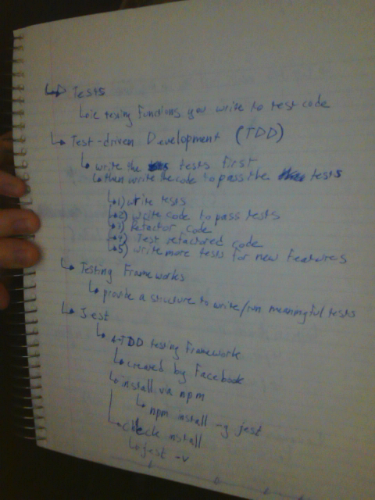 ↳ Tests
↳ ie testing functions you write to test code
↳ Test-driven Development (TDD)
↳ write the tests first
↳ then write the code to pass the tests
↳ 1) write tests
↳ 2) write code to pass tests
↳ 3) Refactor code
↳ 4) Test refactored code
↳ 5) write more tests for new features
↳ Testing Frameworks
↳ provide a structure to write/run meaningful tests
↳ Jest
↳ TDD testing framework
↳ created by Facebook
↳ install via npm
↳ npm install -g jest
↳ check install
↳ jest -v